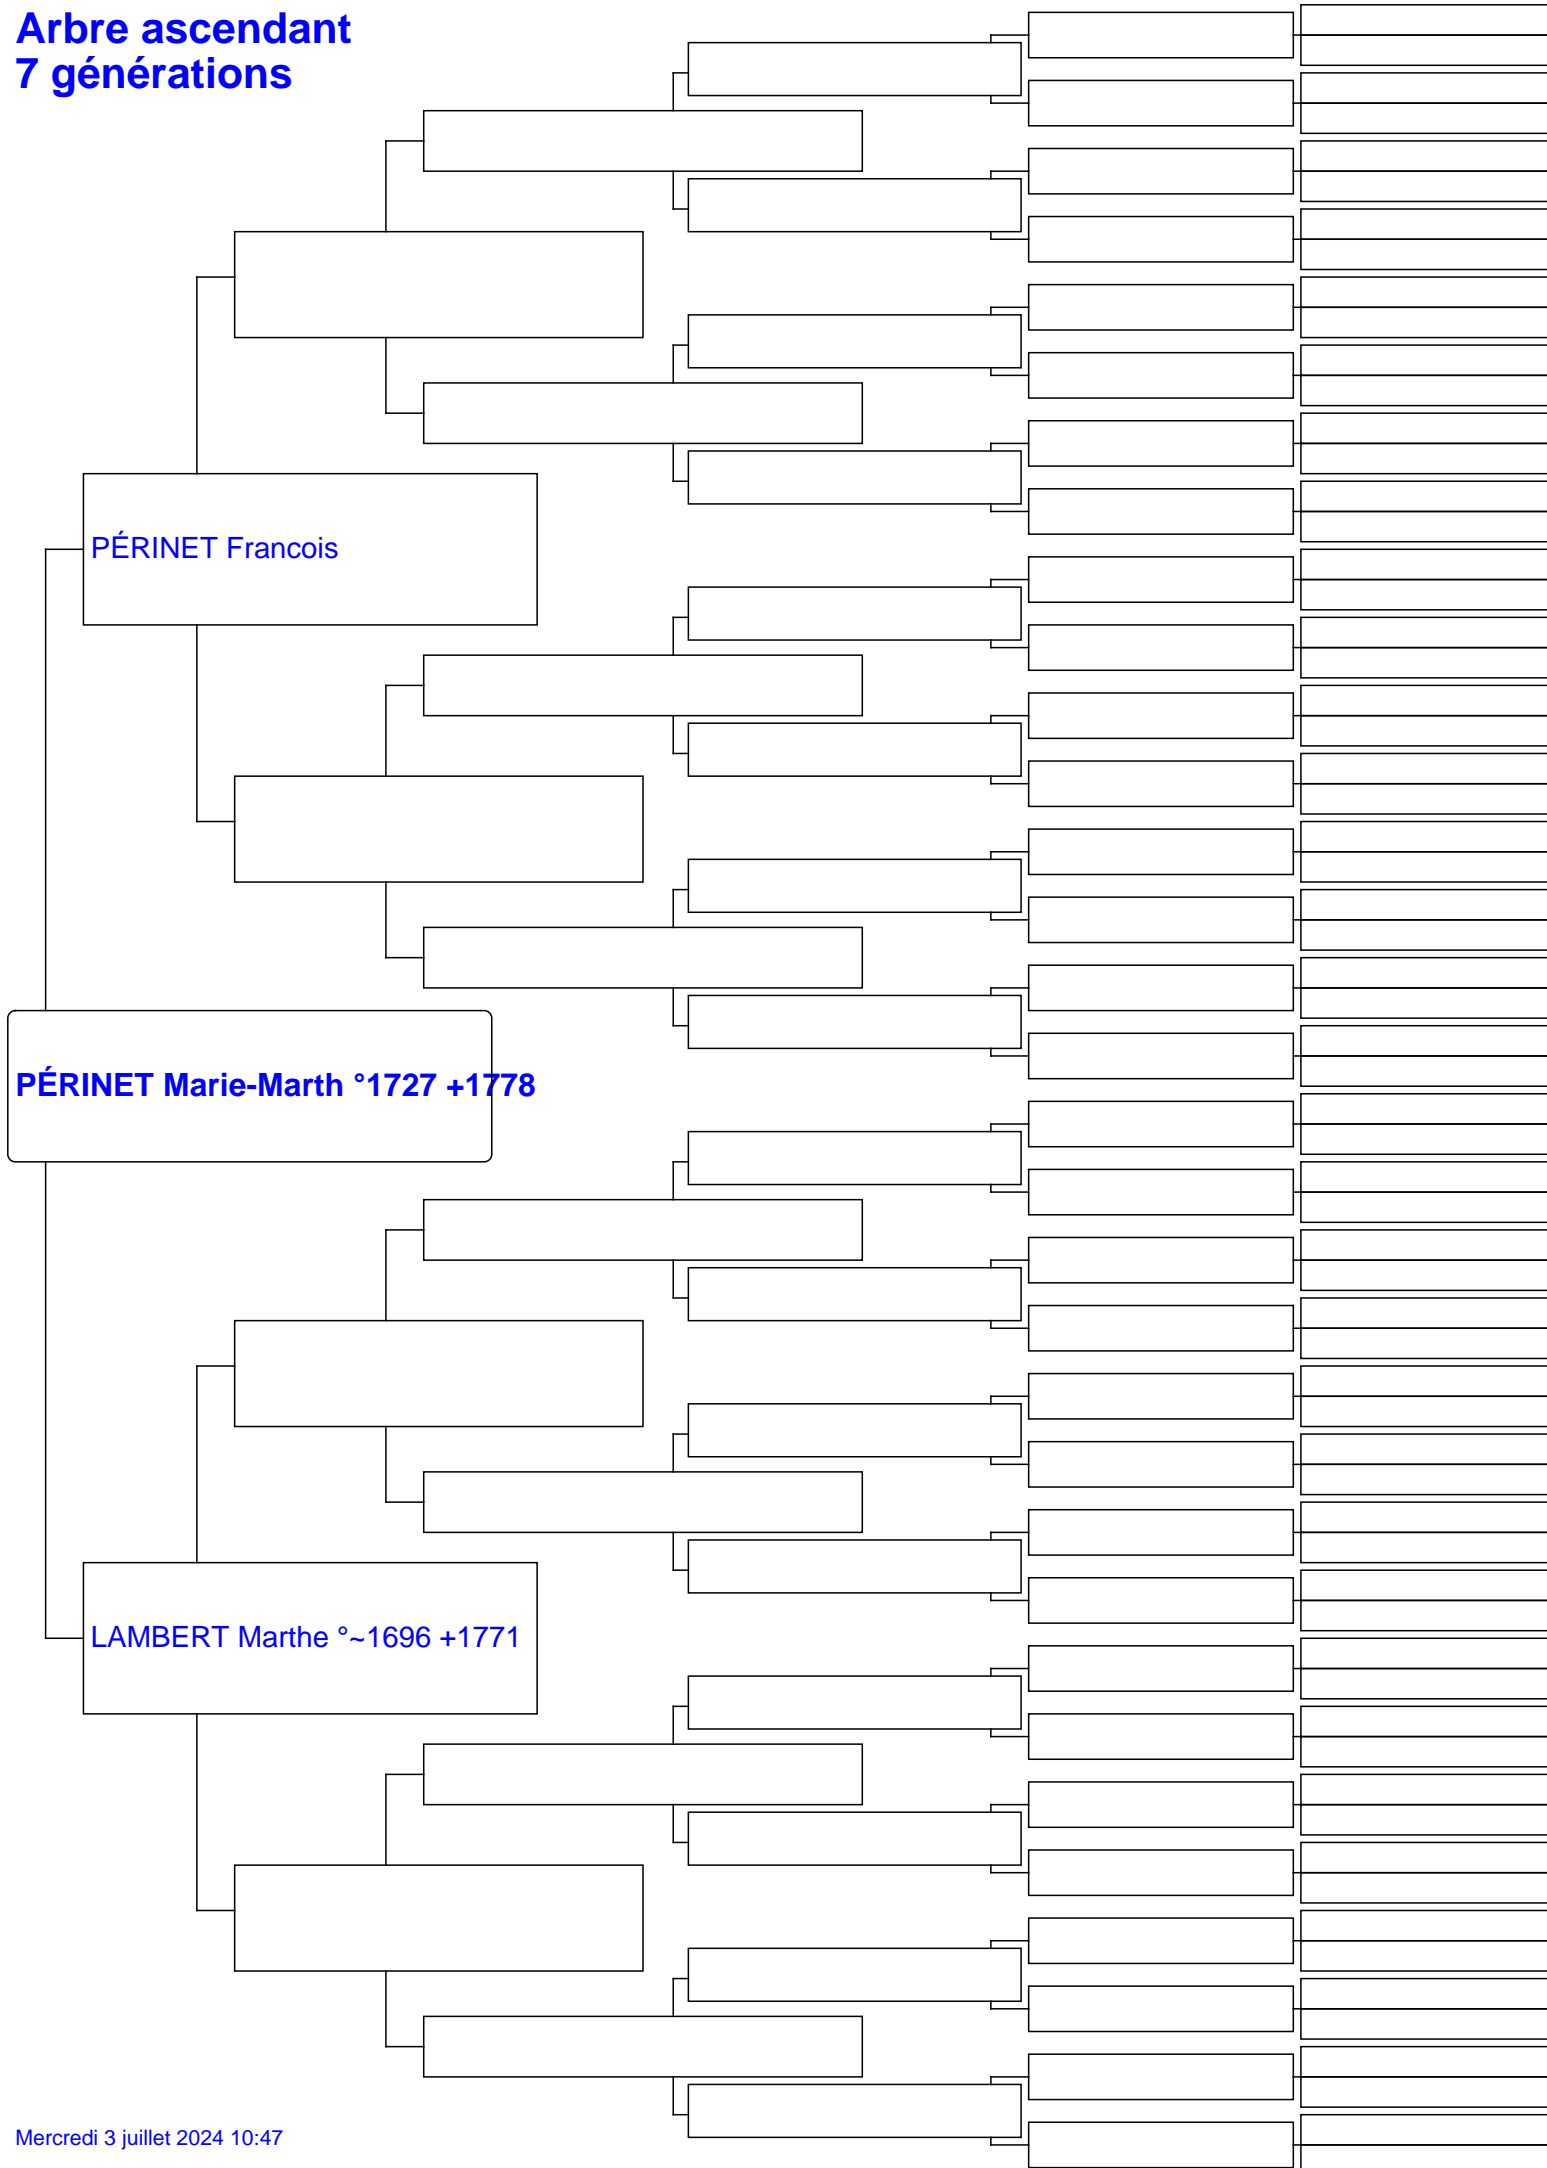 Arbre ascendant
7 générations
PÉRINET Francois
PÉRINET Marie-Marth °1727 +1778
LAMBERT Marthe °~1696 +1771
Mercredi 3 juillet 2024 10:47